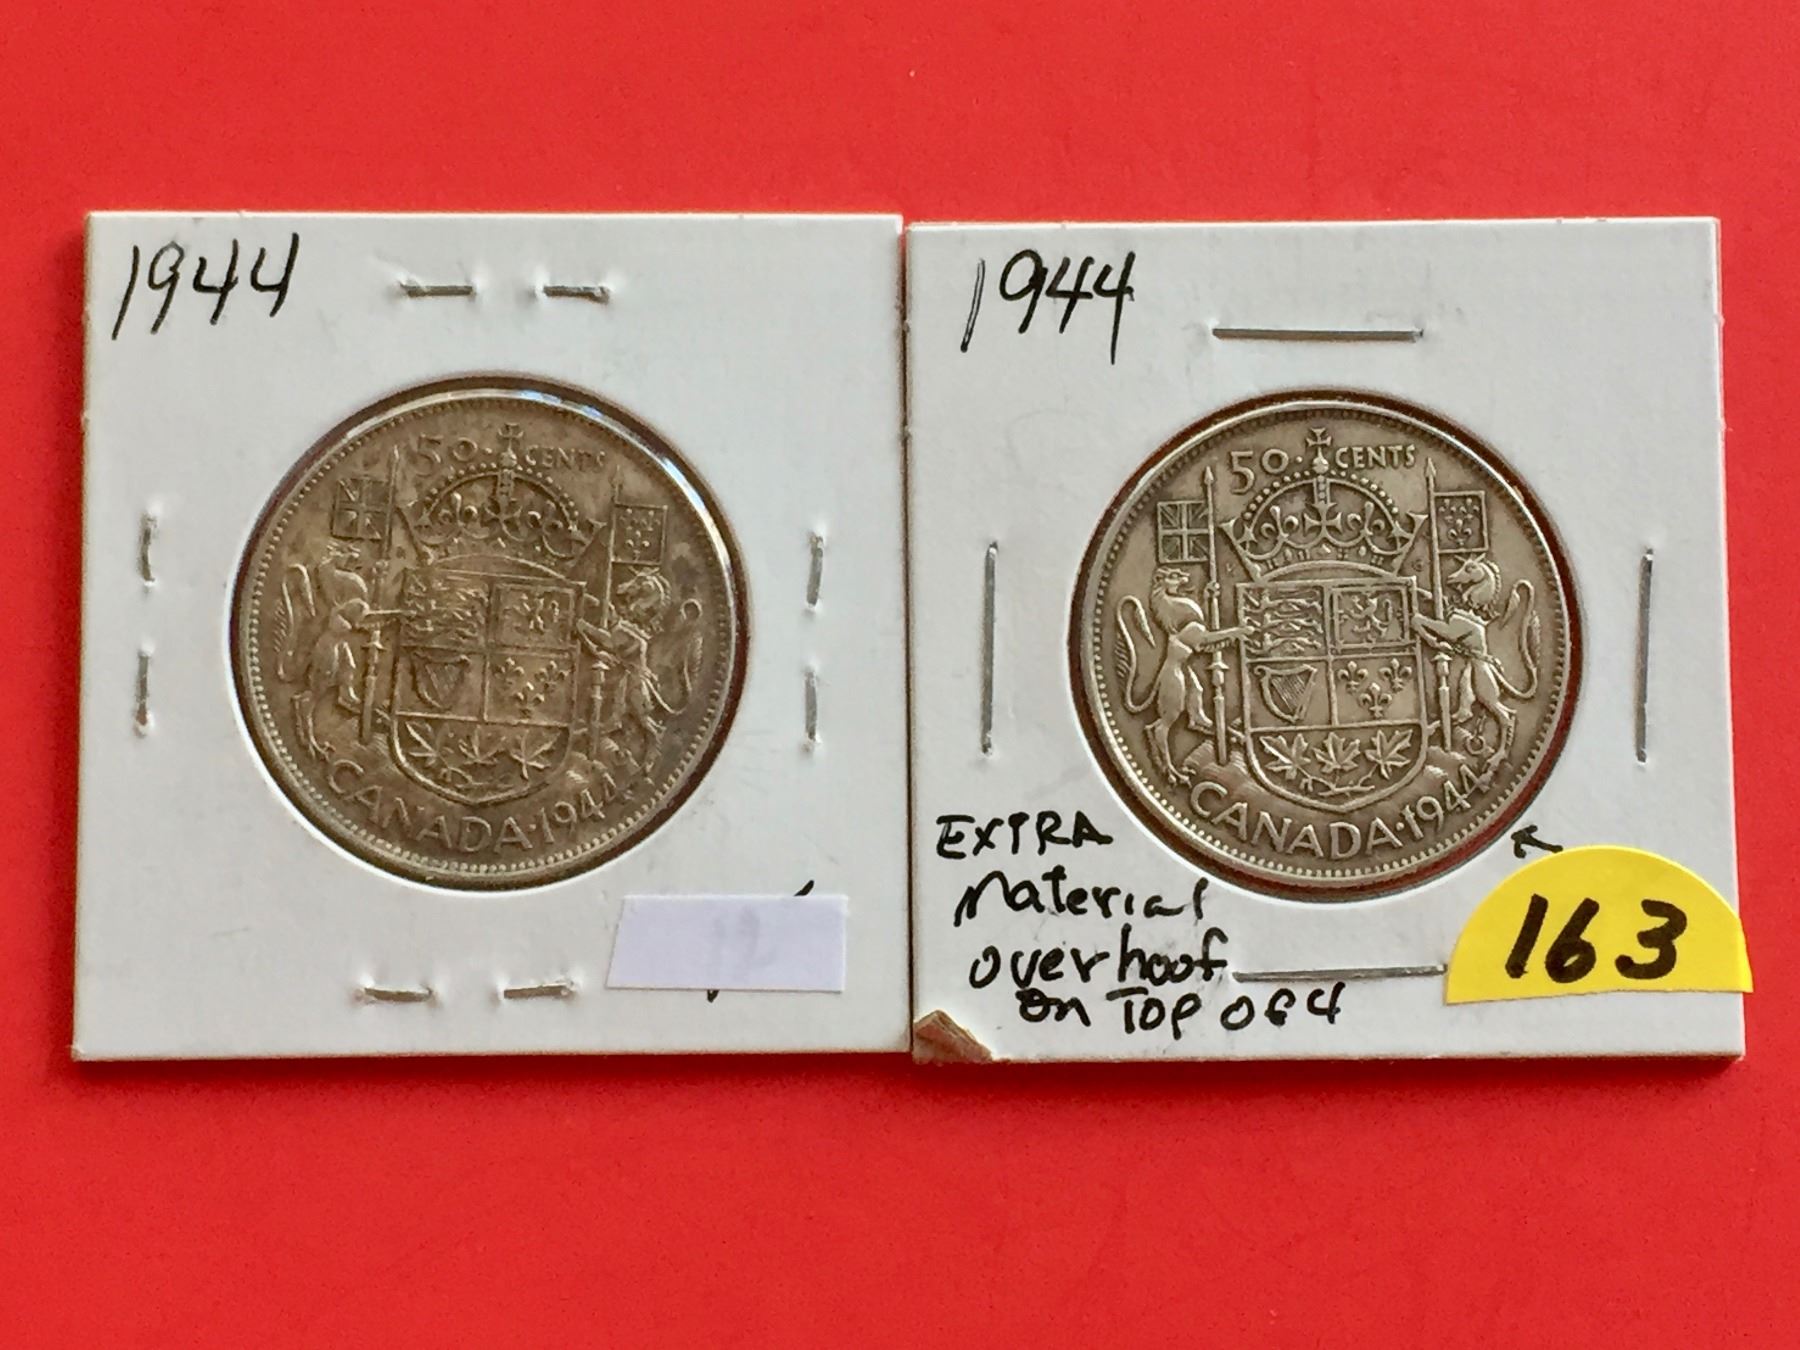 1944
50 CENTS
CANADA·1944
1944
50·CENTS
CANADA·1944
EXTRA
Material
over hoof
on Top OF 4
163